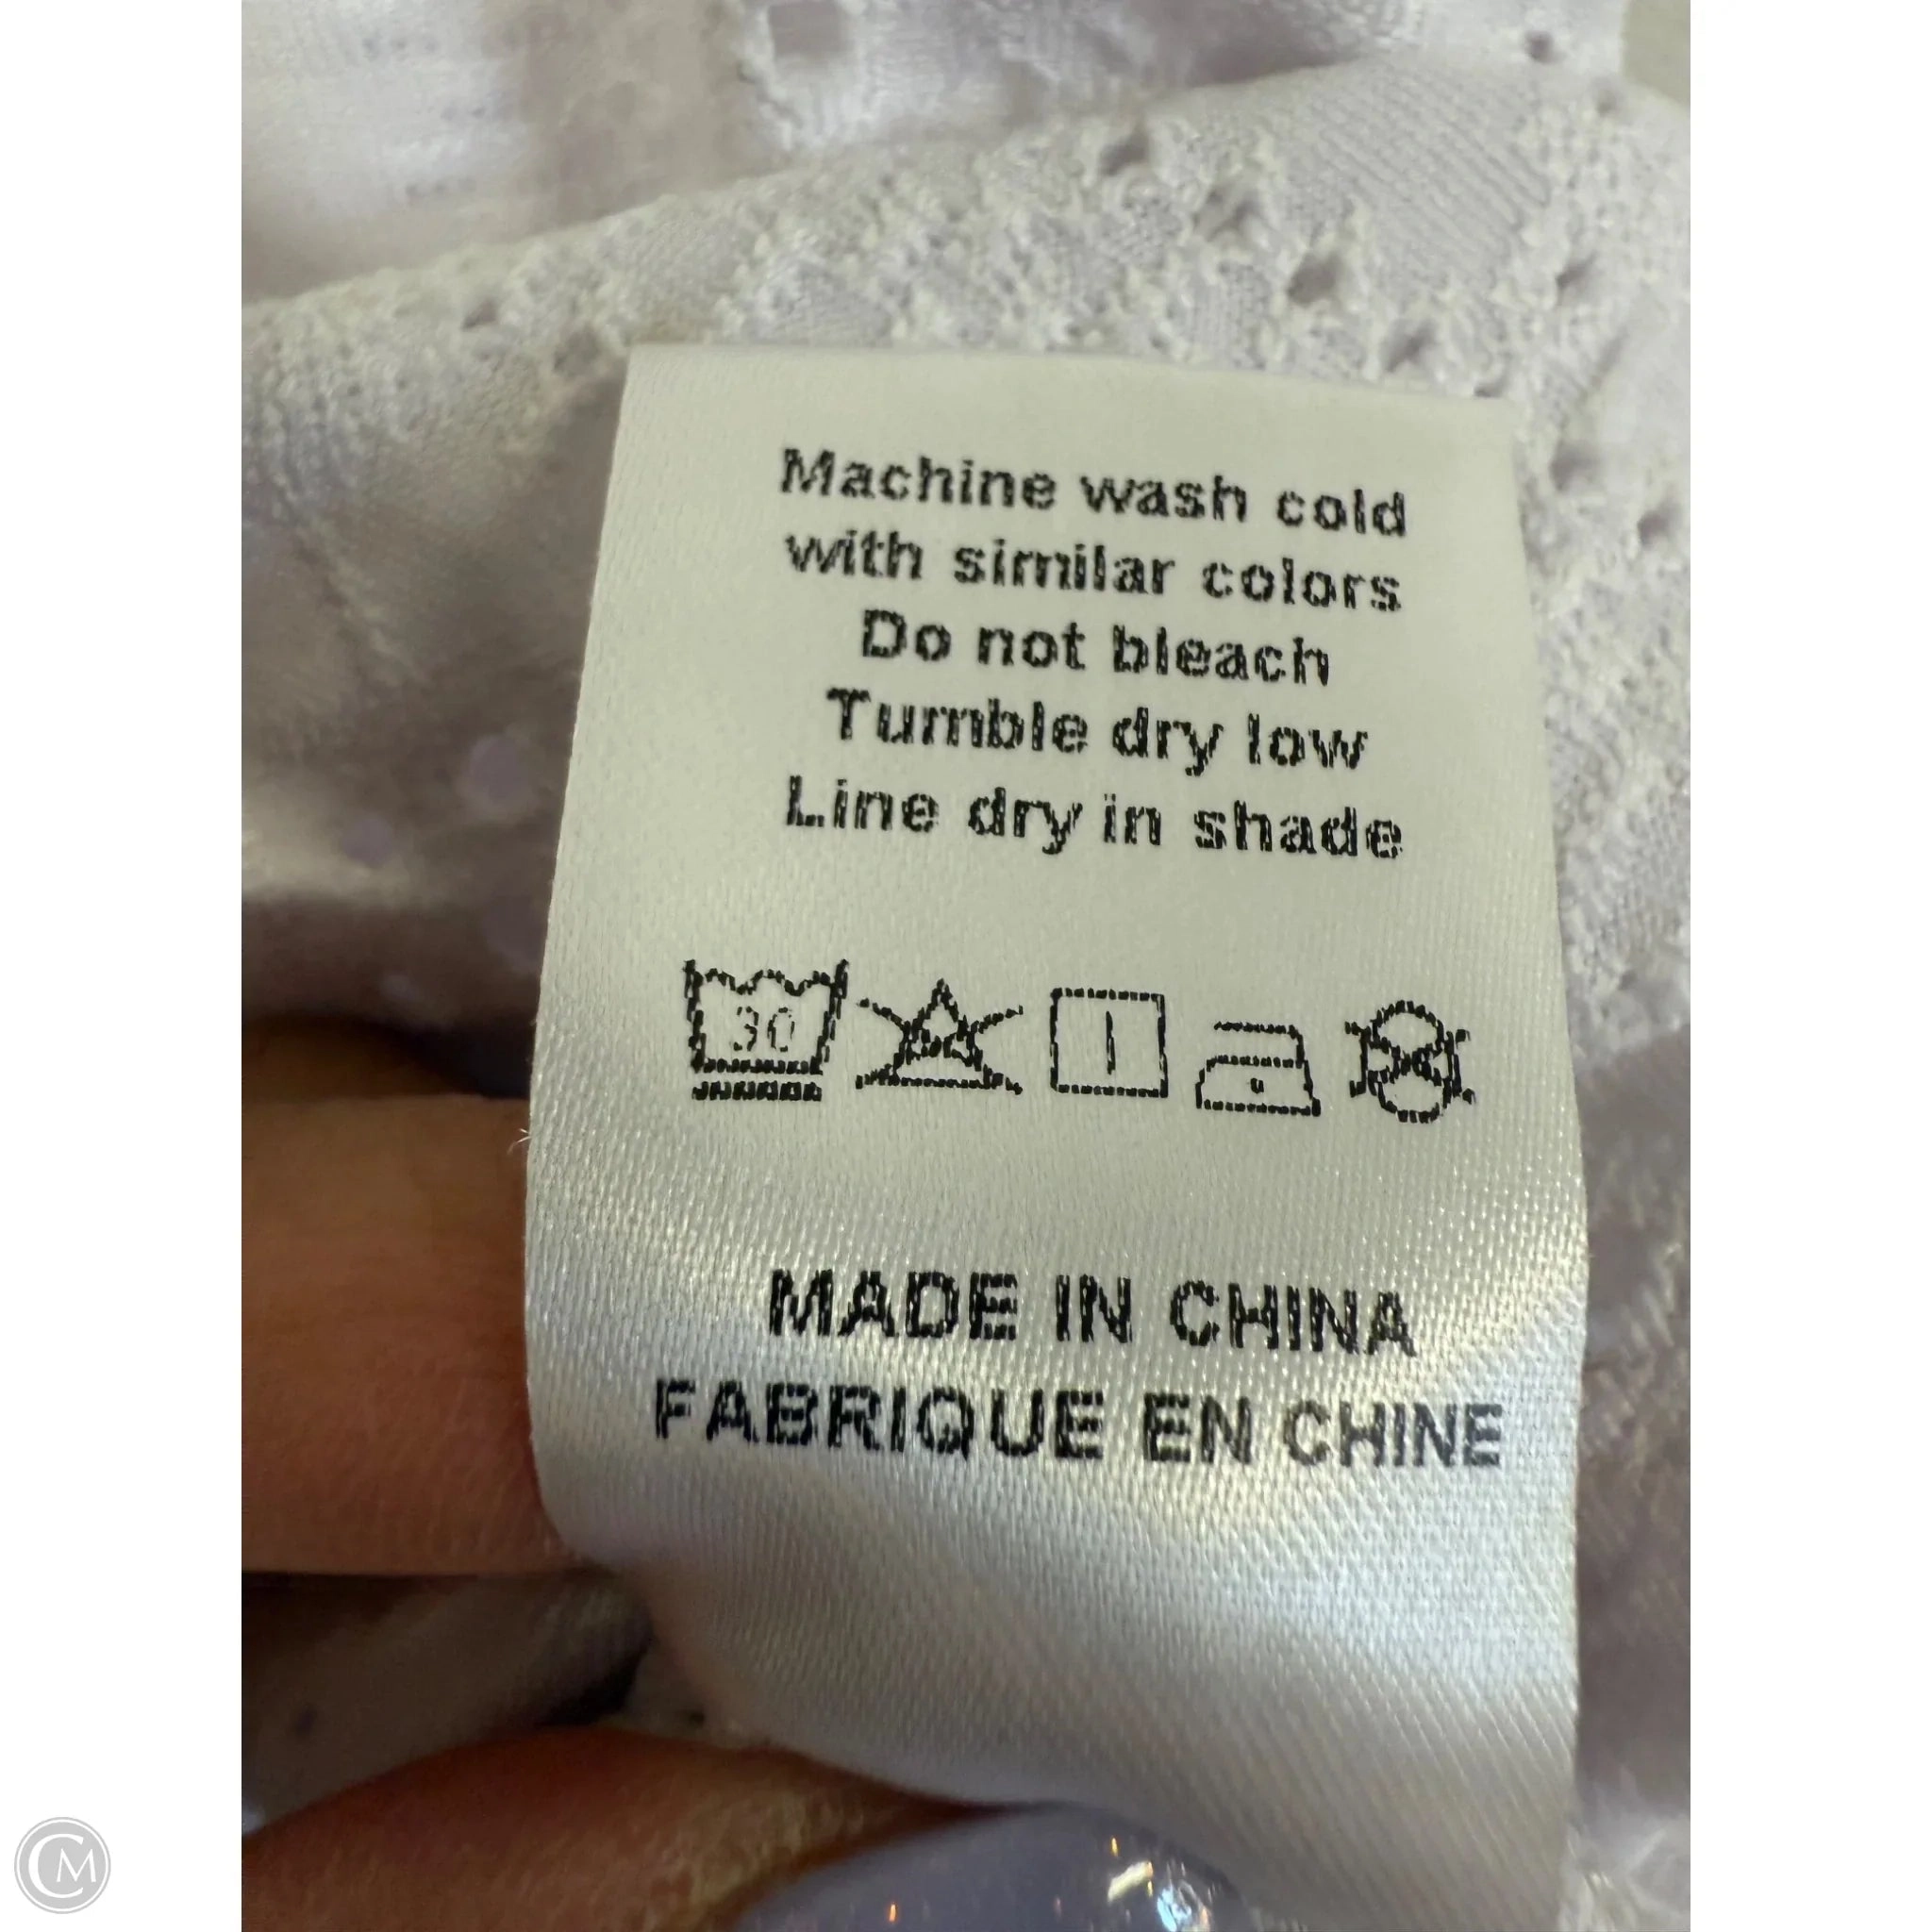 Machine wash cold
with similar colors
Do not bleach
Tumble dry low
Line dry in shade
30
MADE IN CHINA
FABRIQUE EN CHINE
CM